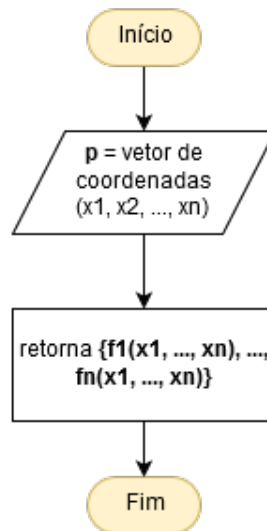 Início
p = vetor de
coordenadas
(x1, x2, ..., xn)
retorna {f1(x1, ..., xn), ...,
fn(x1, ..., xn)}
Fim